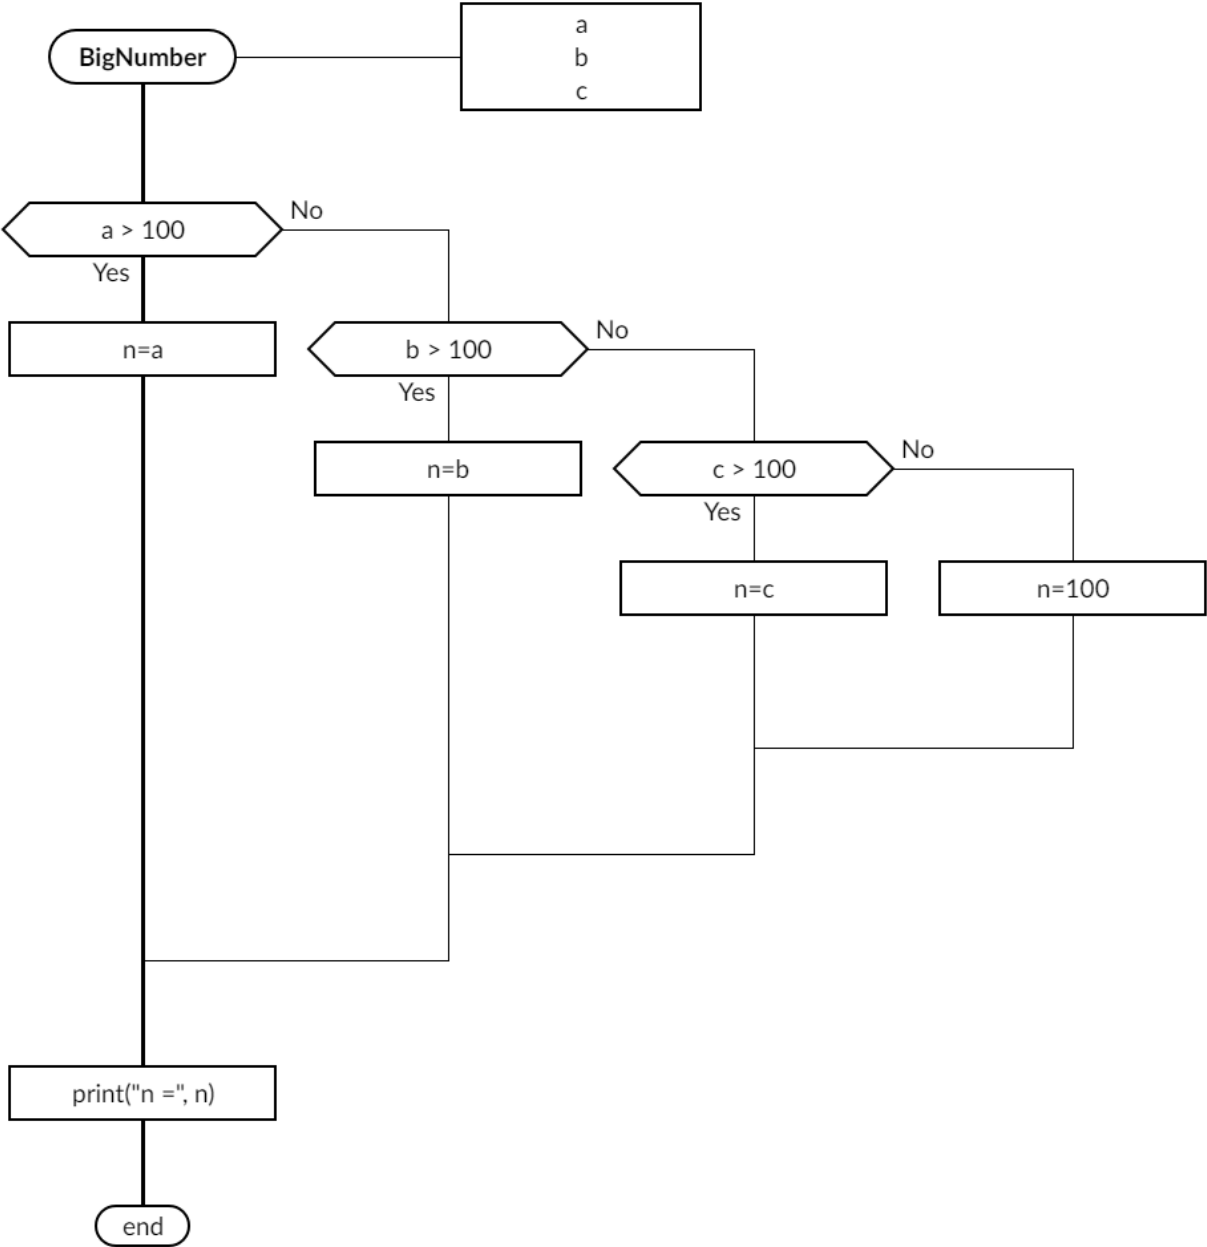 BigNumber
a
b
c
a > 100
No
Yes
n=a
b > 100
No
Yes
n=b
c > 100
No
Yes
n=c
n=100
print("n =", n)
end